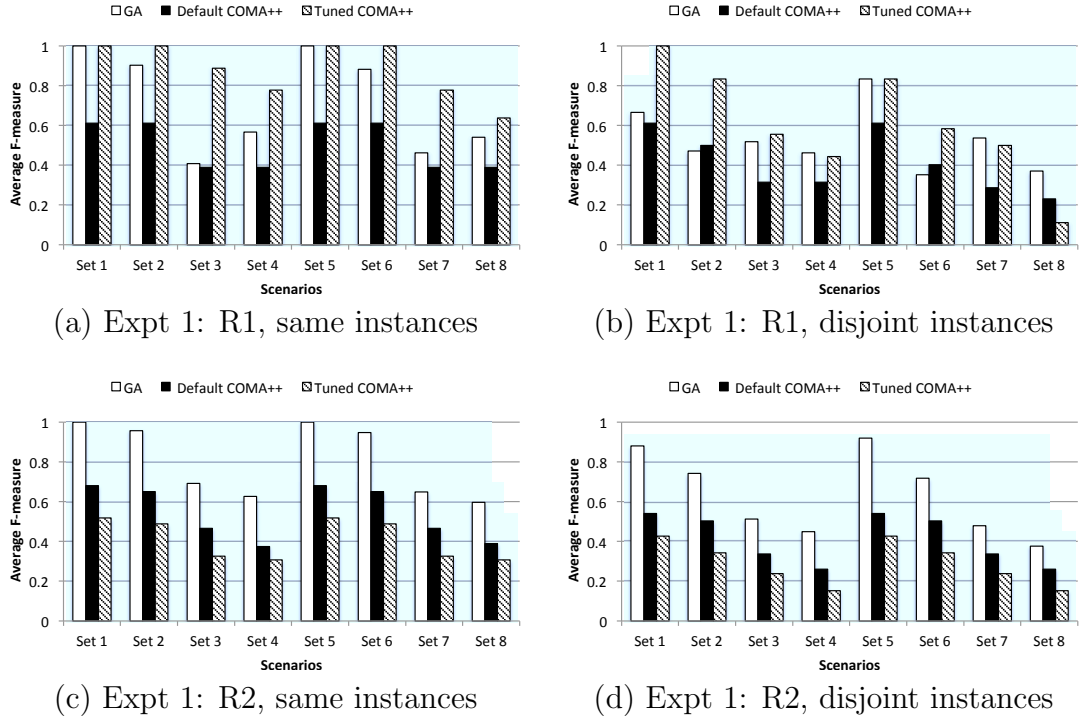 GA Default COMA++ Tuned COMA++
Average F-measure
1
0.8
0.6
0.4
0.2
0
Set 1 Set 2 Set 3 Set 4 Set 5 Set 6 Set 7 Set 8
Scenarios
(a) Expt 1: R1, same instances
GA Default COMA++ Tuned COMA++
Average F-measure
1
0.8
0.6
0.4
0.2
0
Set 1 Set 2 Set 3 Set 4 Set 5 Set 6 Set 7 Set 8
Scenarios
(b) Expt 1: R1, disjoint instances
GA Default COMA++ Tuned COMA++
Average F-measure
1
0.8
0.6
0.4
0.2
0
Set 1 Set 2 Set 3 Set 4 Set 5 Set 6 Set 7 Set 8
Scenarios
(c) Expt 1: R2, same instances
GA Default COMA++ Tuned COMA++
Average F-measure
1
0.8
0.6
0.4
0.2
0
Set 1 Set 2 Set 3 Set 4 Set 5 Set 6 Set 7 Set 8
Scenarios
(d) Expt 1: R2, disjoint instances